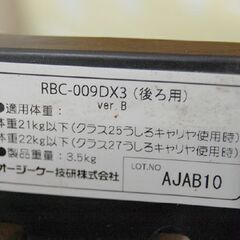 RBC-009DX3 (後ろ用)
ver.B
●適用体重:
体重21kg以下(クラス25うしろキャリヤ使用時)
体重22kg以下(クラス27うしろキャリヤ使用時)
●製品重量:3.5kg
オージーケー技研株式会社
LOT.NO
AJAB10